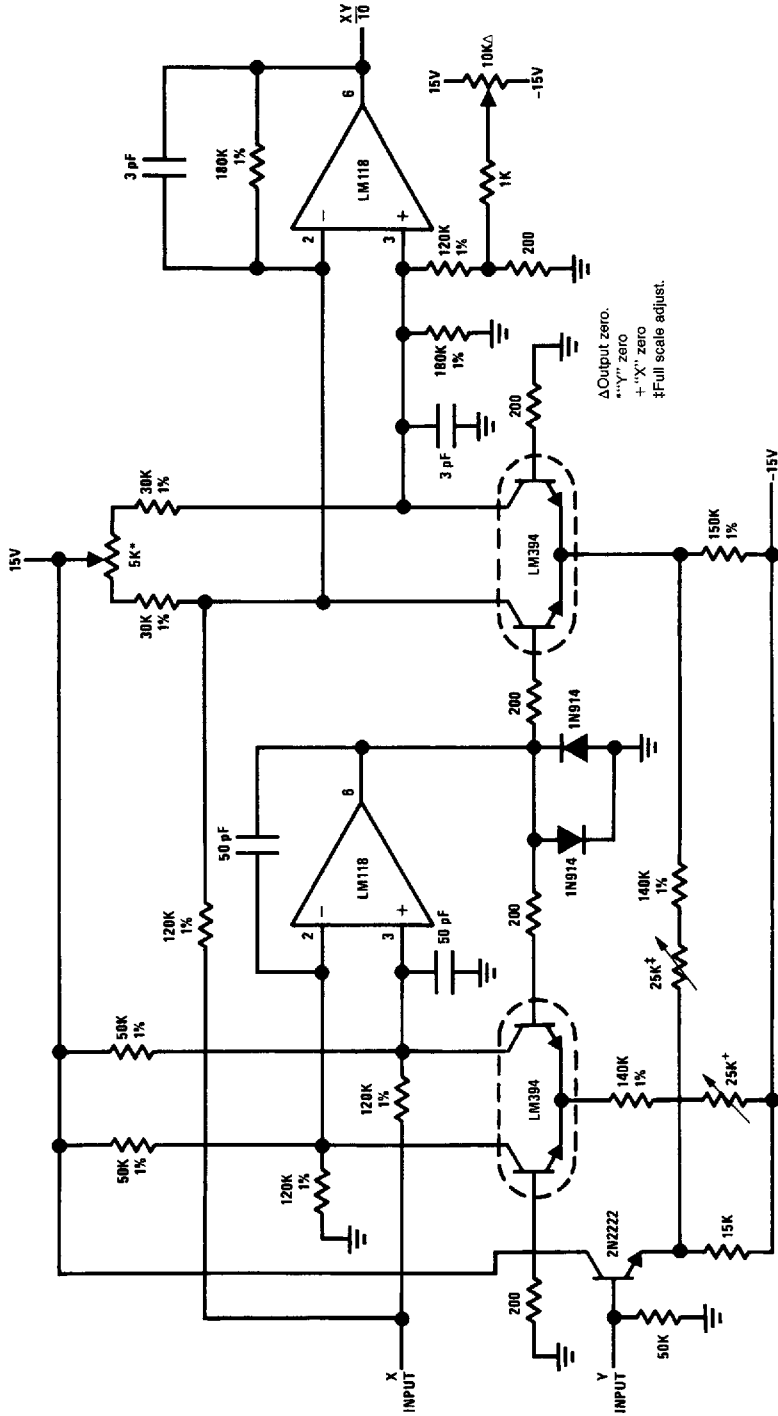 XY
10
3 pF
180K
1%
6
LM118
2
−
3
+
15V
10KΔ
-15V
1K
120K
1%
200
180K
1%
3 pF
200
ΔOutput zero.
*"Y" zero
+ "X" zero
‡Full scale adjust.
15V
5K*
30K
1%
30K
1%
LM394
150K
1%
-15V
200
1N914
1N914
50 pF
6
LM118
2
−
3
+
50 pF
200
120K
1%
140K
1%
25K‡
50K
1%
50K
1%
120K
1%
120K
1%
LM394
140K
1%
25K+
2N2222
15K
200
X
INPUT
Y
INPUT
50K